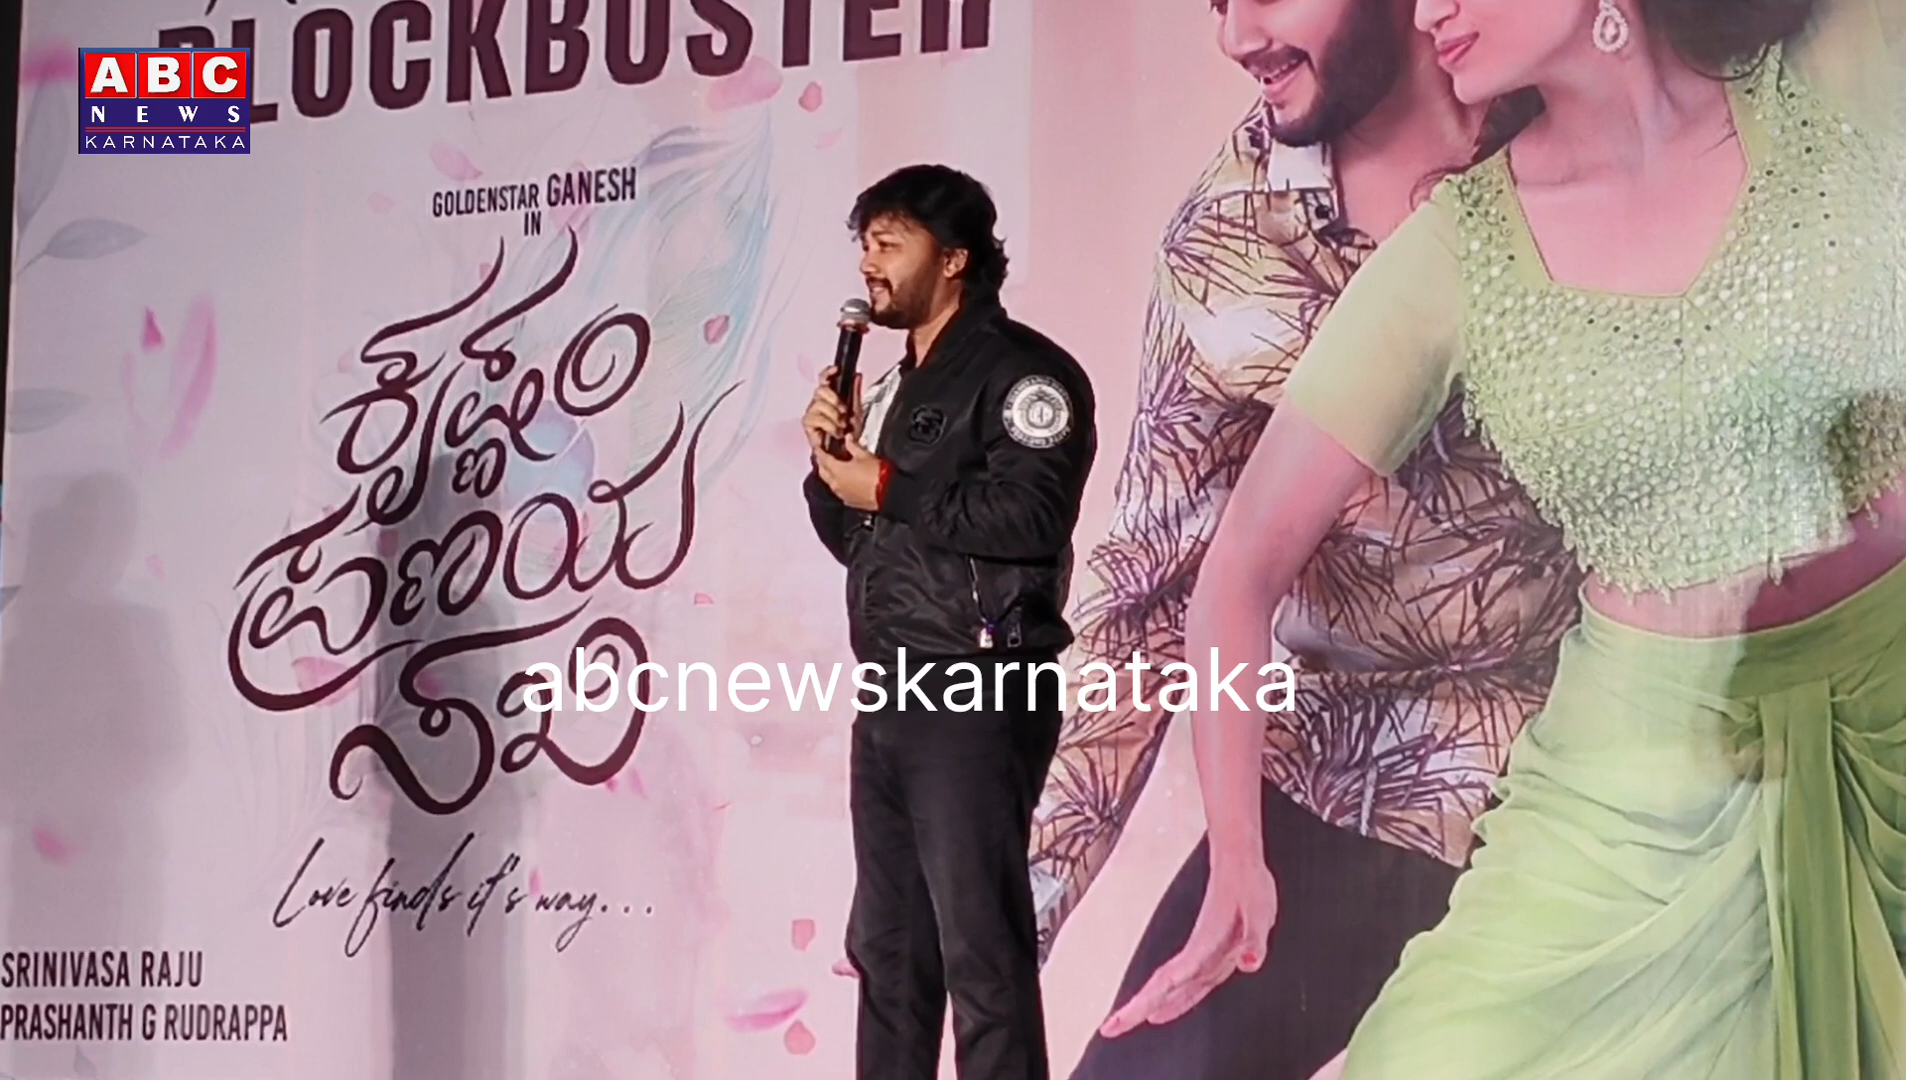 BLOCKBUSTER
ABC
NEWS
KARNATAKA
GOLDENSTAR GANESH
IN
ಕೃಷ್ಣಂ
ಪ್ರಣಯ
ಸಖಿ
abcnewskarnataka
Love finds it's way...
SRINIVASA RAJU
PRASHANTH G RUDRAPPA